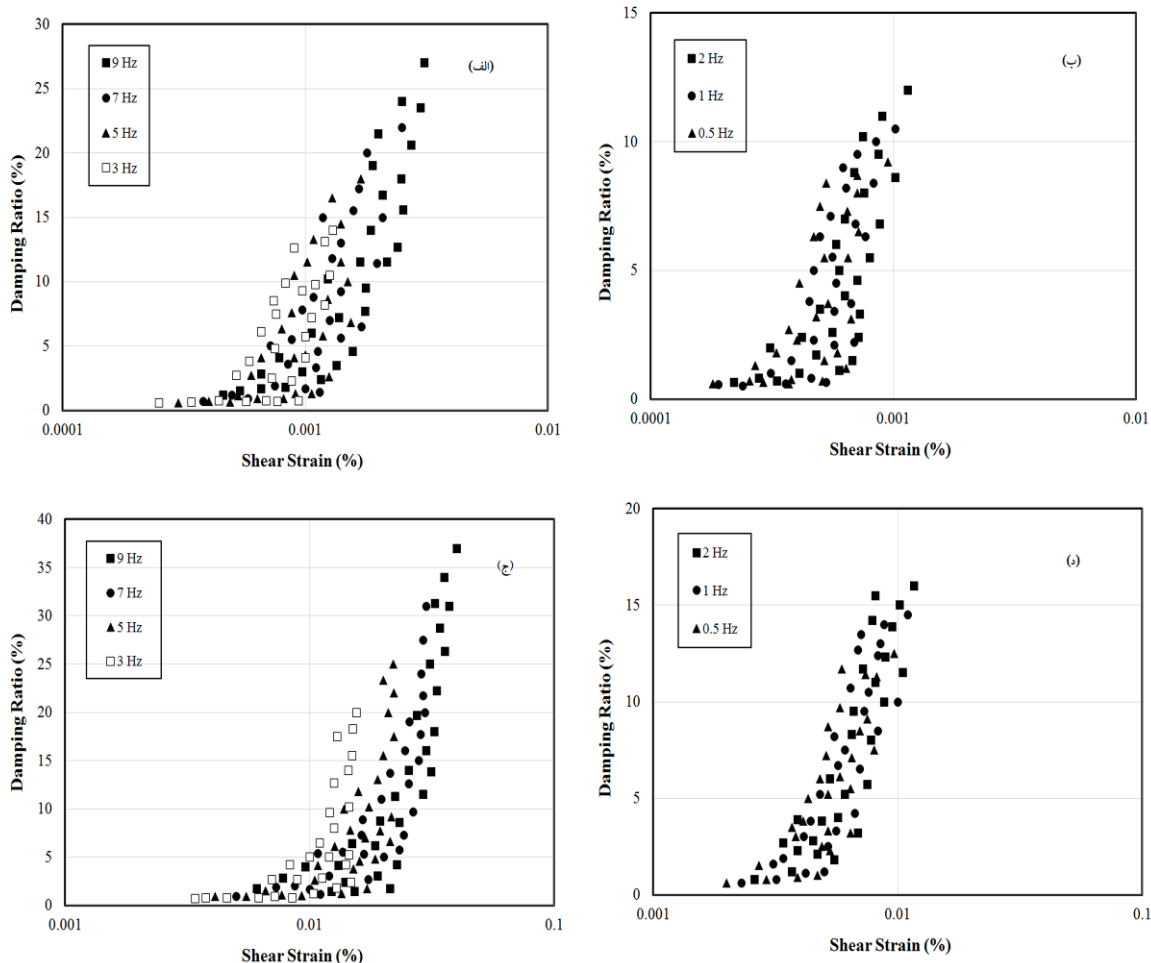 30
25
20
15
10
5
0
Damping Ratio (%)
9 Hz
7 Hz
5 Hz
3 Hz
(الف)
0.0001
0.001
0.01
Shear Strain (%)
15
10
5
0
Damping Ratio (%)
2 Hz
1 Hz
0.5 Hz
(ب)
0.0001
0.001
0.01
Shear Strain (%)
40
35
30
25
20
15
10
5
0
Damping Ratio (%)
9 Hz
7 Hz
5 Hz
3 Hz
(ج)
0.001
0.01
0.1
Shear Strain (%)
20
15
10
5
0
Damping Ratio (%)
2 Hz
1 Hz
0.5 Hz
(د)
0.001
0.01
0.1
Shear Strain (%)